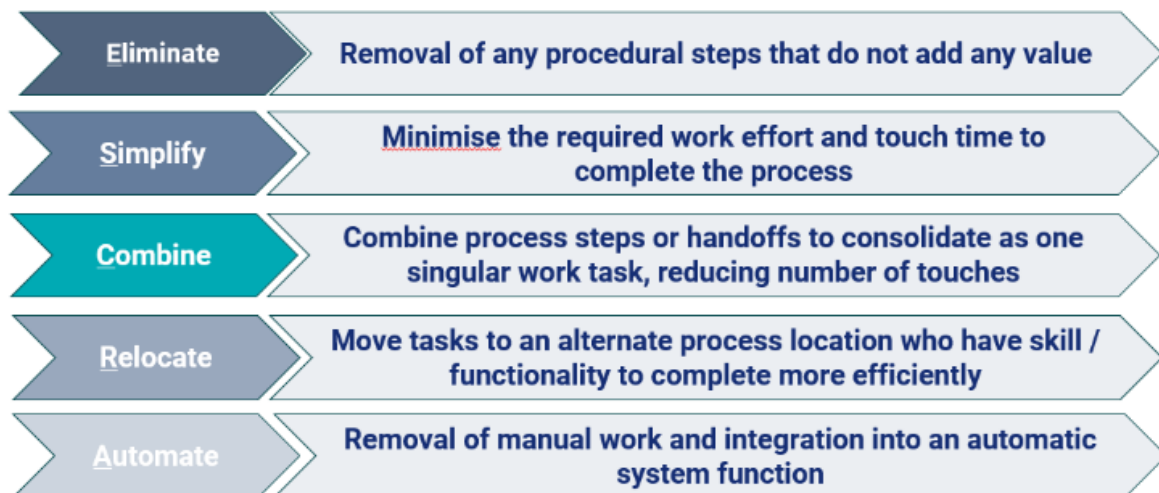 Eliminate
Removal of any procedural steps that do not add any value
Simplify
Minimise the required work effort and touch time to
complete the process
Combine
Combine process steps or handoffs to consolidate as one
singular work task, reducing number of touches
Relocate
Move tasks to an alternate process location who have skill /
functionality to complete more efficiently
Automate
Removal of manual work and integration into an automatic
system function